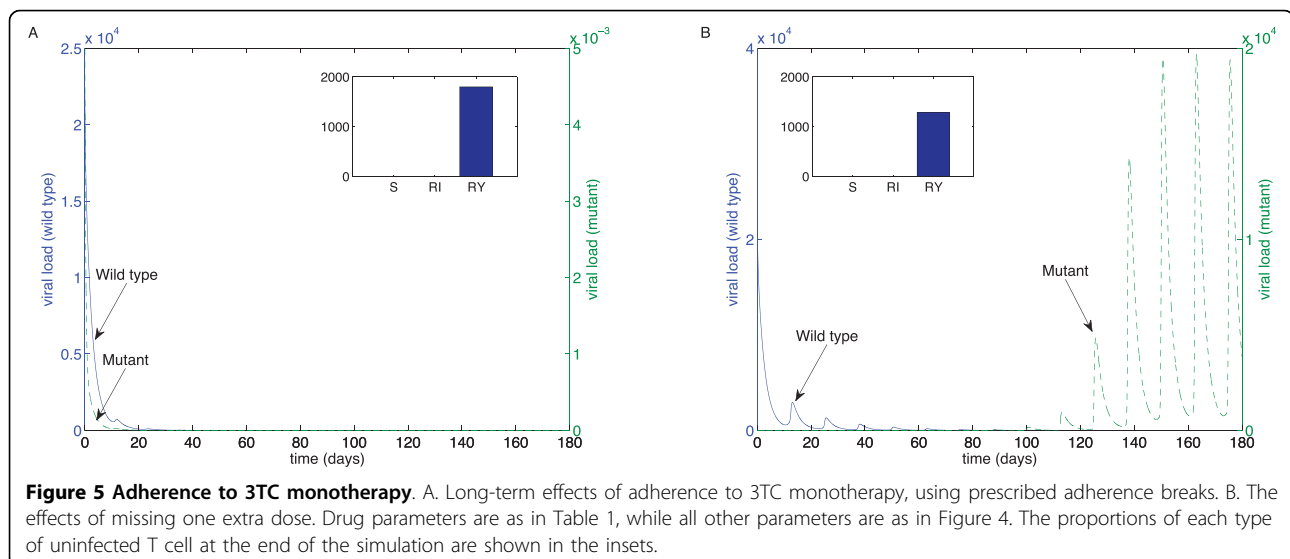 A
x 10⁴
2.5
2
1.5
1
0.5
0
viral load (wild type)
x 10⁻³
5
4
3
2
1
0
viral load (mutant)
2000
1000
0
S RI RY
Wild type
Mutant
0 20 40 60 80 100 120 140 160 180
time (days)
B
x 10⁴
4
2
0
viral load (wild type)
x 10⁴
2
1
0
viral load (mutant)
2000
1000
0
S RI RY
Mutant
Wild type
0 20 40 60 80 100 120 140 160 180
time (days)
Figure 5 Adherence to 3TC monotherapy. A. Long-term effects of adherence to 3TC monotherapy, using prescribed adherence breaks. B. The
effects of missing one extra dose. Drug parameters are as in Table 1, while all other parameters are as in Figure 4. The proportions of each type
of uninfected T cell at the end of the simulation are shown in the insets.